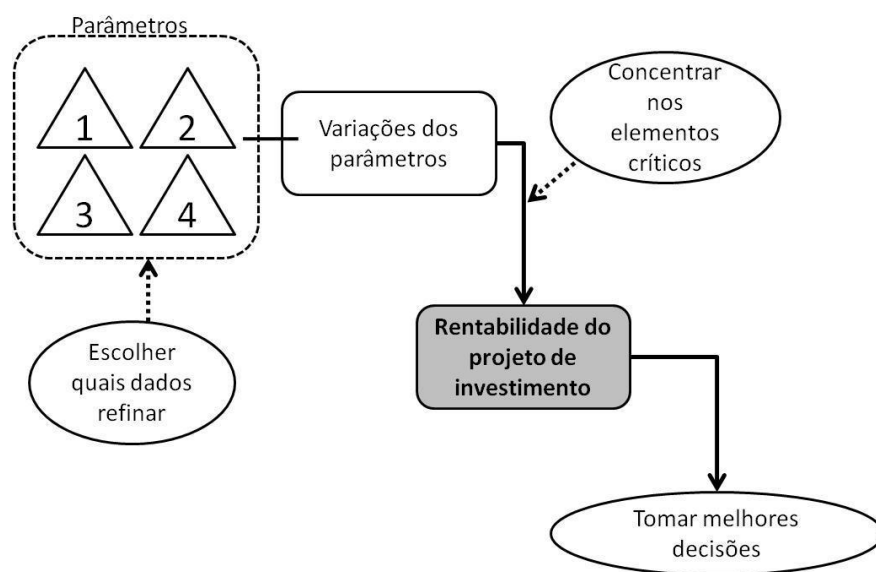 Parâmetros
1
2
3
4
Variações dos
parâmetros
Concentrar
nos
elementos
críticos
Escolher
quais dados
refinar
Rentabilidade do
projeto de
investimento
Tomar melhores
decisões